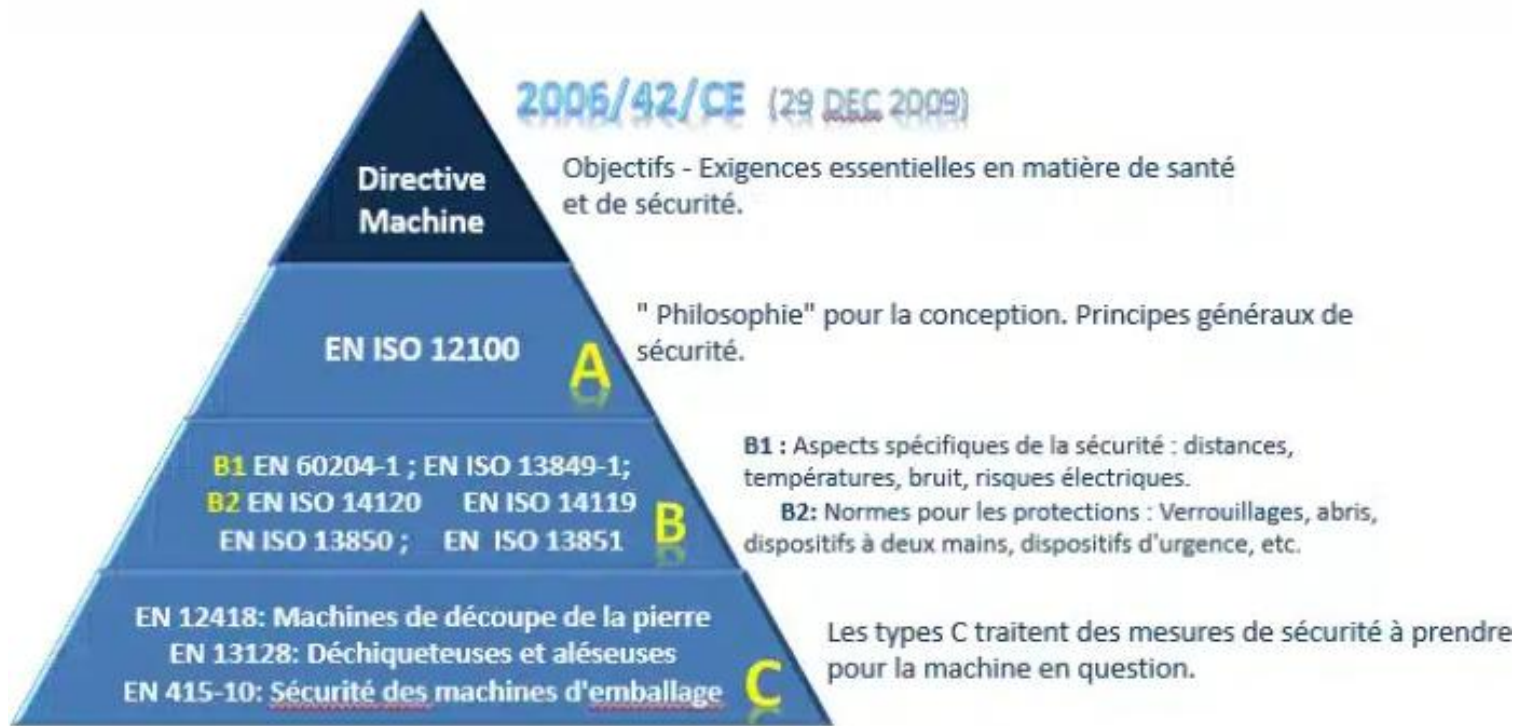 2006/42/CE (29 DEC 2009)
Directive
Machine
Objectifs - Exigences essentielles en matière de santé
et de sécurité.
EN ISO 12100
A
" Philosophie" pour la conception. Principes généraux de
sécurité.
B1 EN 60204-1 ; EN ISO 13849-1;
B2 EN ISO 14120 EN ISO 14119
EN ISO 13850 ; EN ISO 13851
B
B1 : Aspects spécifiques de la sécurité : distances,
températures, bruit, risques électriques.
B2: Normes pour les protections : Verrouillages, abris,
dispositifs à deux mains, dispositifs d'urgence, etc.
EN 12418: Machines de découpe de la pierre
EN 13128: Déchiqueteuses et aléseuses
EN 415-10: Sécurité des machines d'emballage
C
Les types C traitent des mesures de sécurité à prendre
pour la machine en question.